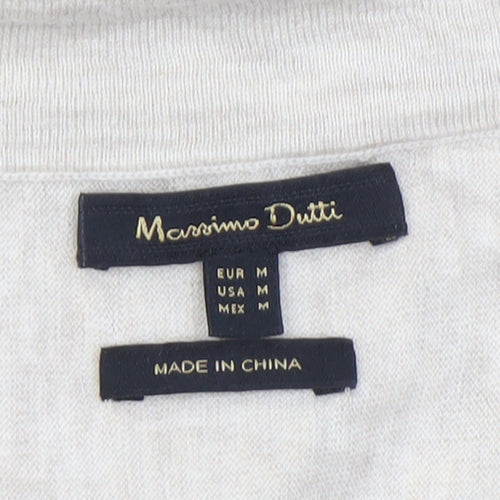 Massimo Dutti
EUR M
USA M
MEX M
MADE IN CHINA